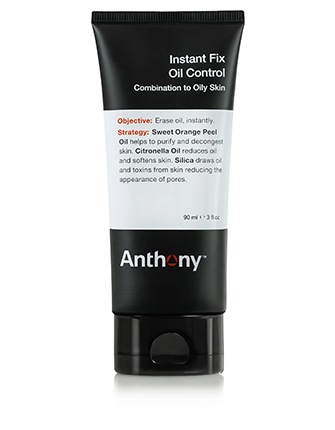 Instant Fix
Oil Control
Combination to Oily Skin
Objective: Erase oil, instantly.
Strategy: Sweet Orange Peel
Oil helps to purify and decongest
skin. Citronella Oil reduces oil
and softens skin. Silica draws oil
and toxins from skin reducing the
appearance of pores.
90 ml e 3 fl oz
Anthony™